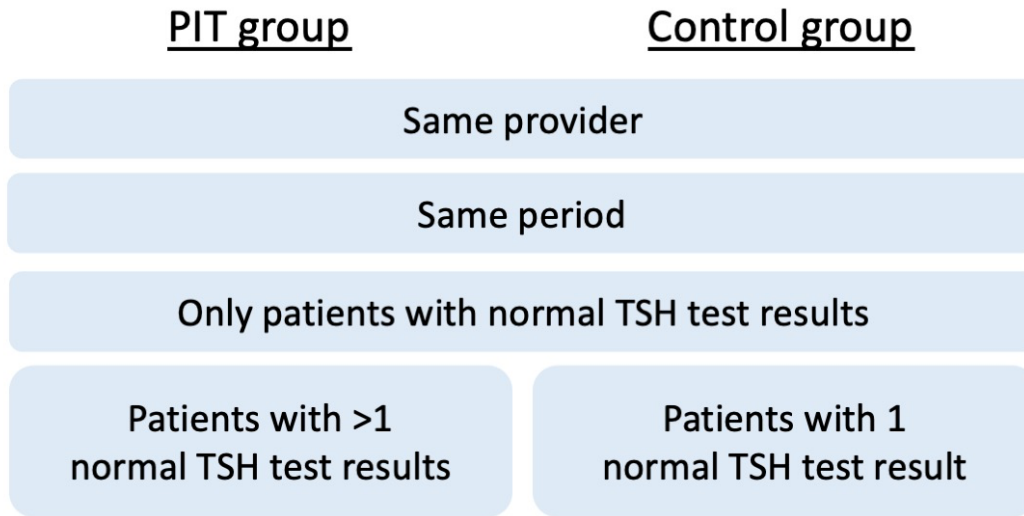 PIT group
Control group
Same provider
Same period
Only patients with normal TSH test results
Patients with >1
normal TSH test results
Patients with 1
normal TSH test result